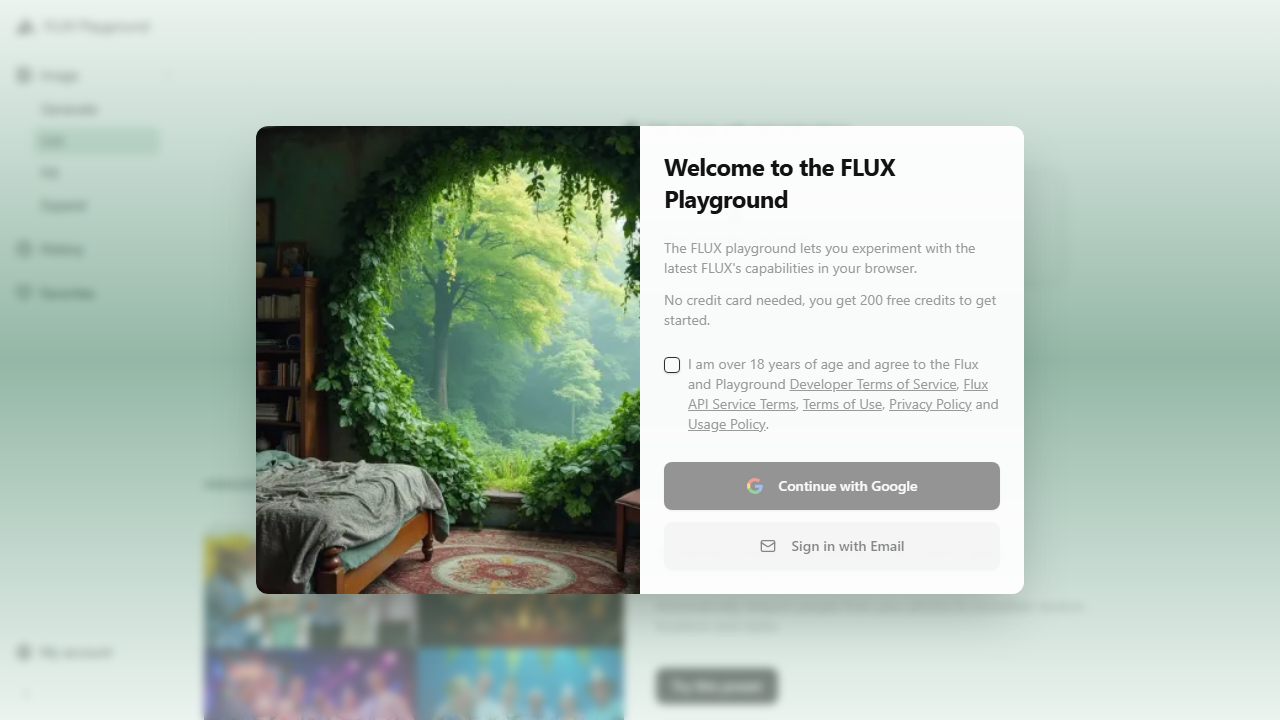 FLUX Playground
Image
Generate
Edit
Fill
Expand
History
Favorites
My account
Welcome to the FLUX
Playground
The FLUX playground lets you experiment with the
latest FLUX's capabilities in your browser.
No credit card needed, you get 200 free credits to get
started.
I am over 18 years of age and agree to the Flux
and Playground Developer Terms of Service, Flux
API Service Terms, Terms of Use, Privacy Policy and
Usage Policy.
Continue with Google
Sign in with Email
Try this preset